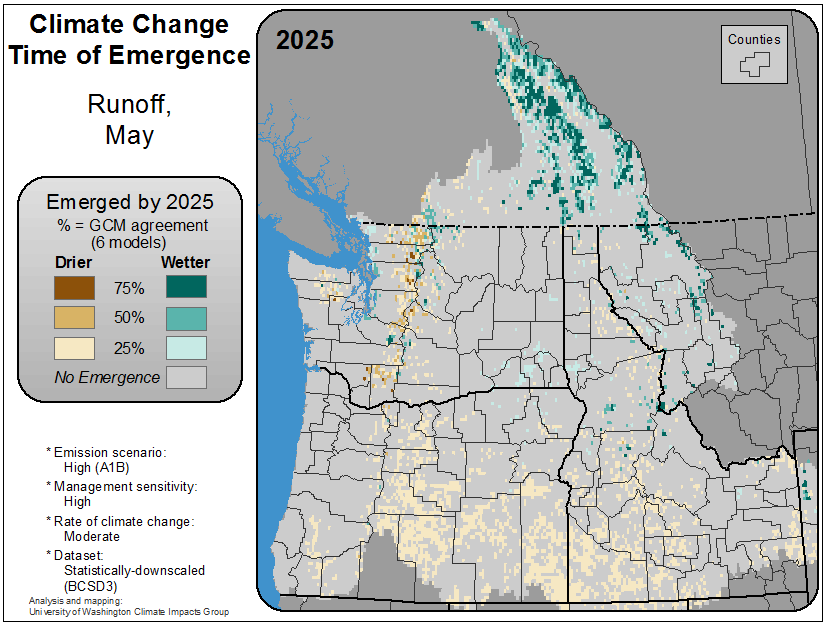 Climate Change
Time of Emergence
Runoff,
May
Emerged by 2025
% = GCM agreement
(6 models)
Drier Wetter
75%
50%
25%
No Emergence
* Emission scenario:
High (A1B)
* Management sensitivity:
High
* Rate of climate change:
Moderate
* Dataset:
Statistically-downscaled
(BCSD3)
Analysis and mapping:
University of Washington Climate Impacts Group
2025
Counties